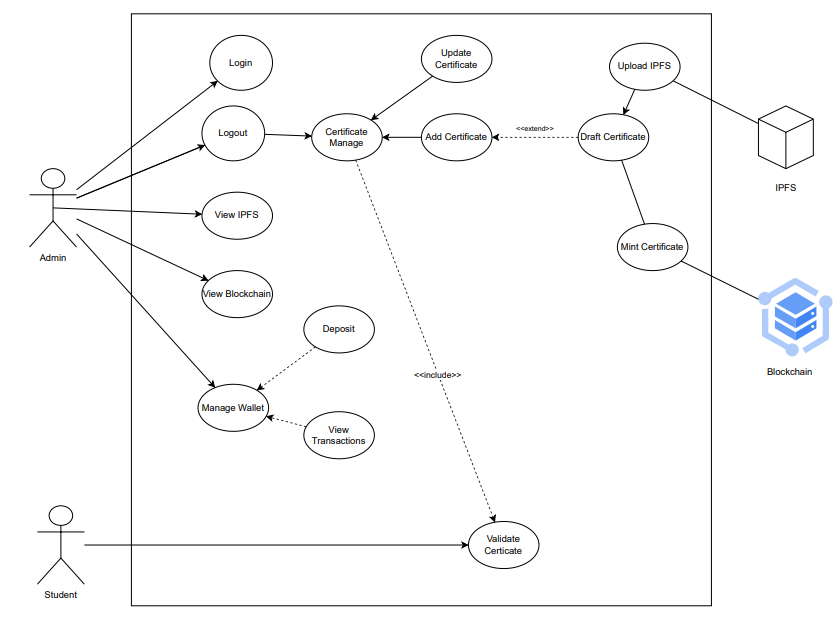 Login
Update
Certificate
Upload IPFS
Logout
Certificate
Manage
Add Certificate
<<extend>>
Draft Certificate
IPFS
View IPFS
Admin
Mint Certificate
View Blockchain
Deposit
Blockchain
<<include>>
Manage Wallet
View
Transactions
Validate
Certicate
Student